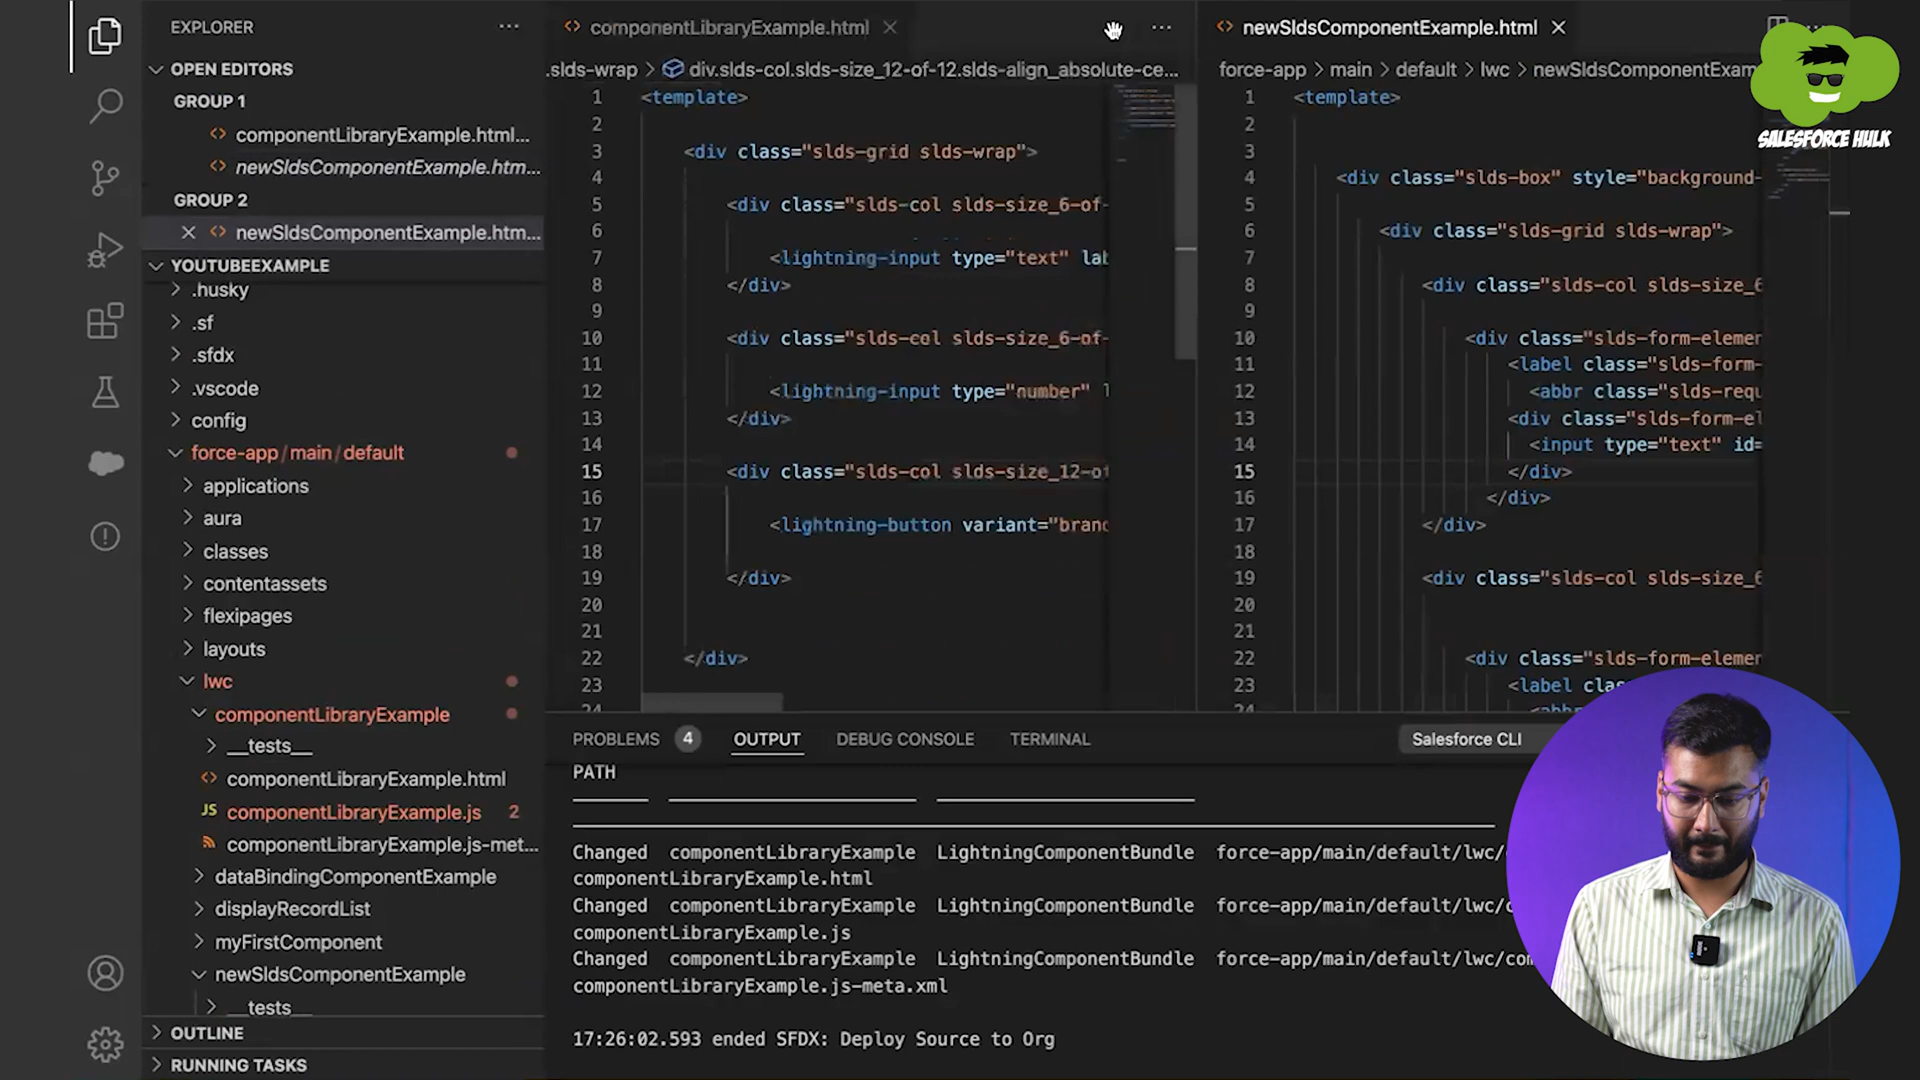 EXPLORER
OPEN EDITORS
GROUP 1
componentLibraryExample.html...
newSldsComponentExample.htm...
GROUP 2
newSldsComponentExample.htm...
YOUTUBEEXAMPLE
.husky
.sf
.sfdx
.vscode
config
force-app/main/default
applications
aura
classes
contentassets
flexipages
layouts
lwc
componentLibraryExample
__tests__
componentLibraryExample.html
JS componentLibraryExample.js 2
componentLibraryExample.js-met...
dataBindingComponentExample
displayRecordList
myFirstComponent
newSldsComponentExample
__tests__
OUTLINE
RUNNING TASKS
componentLibraryExample.html
.slds-wrap > div.slds-col.slds-size_12-of-12.slds-align_absolute-ce...
1 <template>
2
3 <div class="slds-grid slds-wrap">
4
5 <div class="slds-col slds-size_6-of-
6
7 <lightning-input type="text" lab
8 </div>
9
10 <div class="slds-col slds-size_6-of-
11
12 <lightning-input type="number" l
13 </div>
14
15 <div class="slds-col slds-size_12-o
16
17 <lightning-button variant="bran
18
19 </div>
20
21
22 </div>
23
24
newSldsComponentExample.html
force-app > main > default > lwc > newSldsComponentExam
1 <template>
2
3
4 <div class="slds-box" style="background-
5
6 <div class="slds-grid slds-wrap">
7
8 <div class="slds-col slds-size_6
9
10 <div class="slds-form-elemen
11 <label class="slds-form-
12 <abbr class="slds-requ
13 <div class="slds-form-el
14 <input type="text" id=
15 </div>
16 </div>
17 </div>
18
19 <div class="slds-col slds-size_6
20
21
22 <div class="slds-form-elemen
23 <label cla
24
SALESFORCE HULK
PROBLEMS 4 OUTPUT DEBUG CONSOLE TERMINAL Salesforce CLI
PATH
Changed componentLibraryExample LightningComponentBundle force-app/main/default/lwc/
componentLibraryExample.html
Changed componentLibraryExample LightningComponentBundle force-app/main/default/lwc/
componentLibraryExample.js
Changed componentLibraryExample LightningComponentBundle force-app/main/default/lwc/co
componentLibraryExample.js-meta.xml
17:26:02.593 ended SFDX: Deploy Source to Org